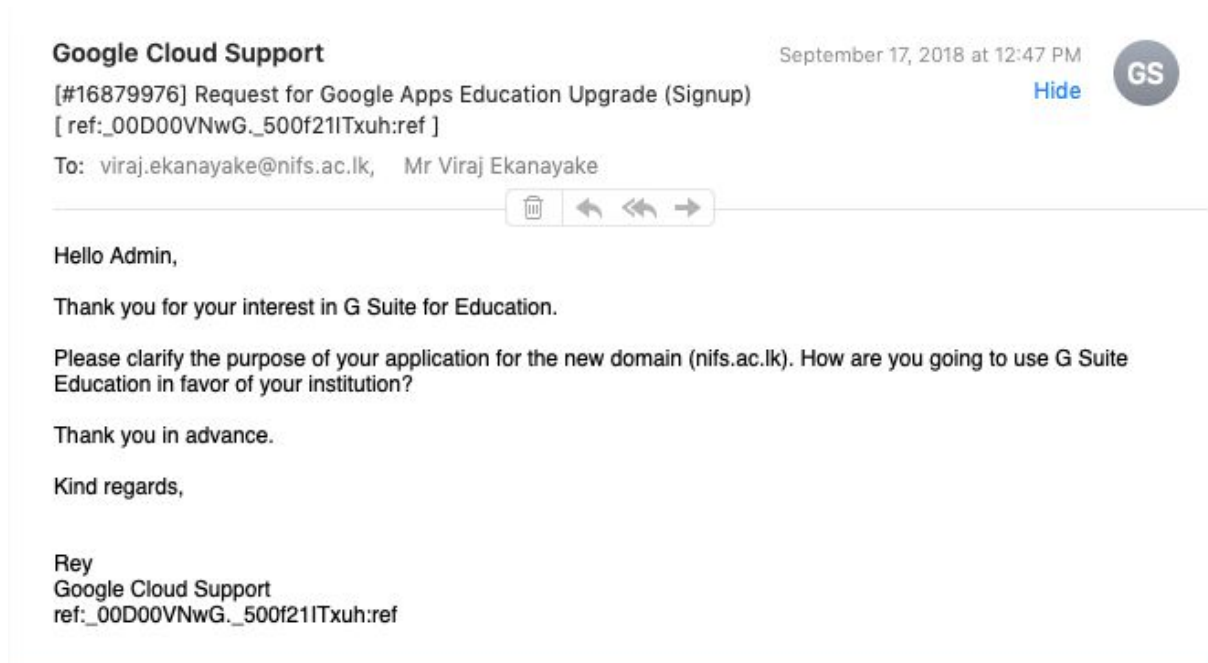 Google Cloud Support
September 17, 2018 at 12:47 PM
GS
[#16879976] Request for Google Apps Education Upgrade (Signup)
Hide
[ ref:_00D00VNwG._500f21ITxuh:ref ]
To: viraj.ekanayake@nifs.ac.lk, Mr Viraj Ekanayake
Hello Admin,
Thank you for your interest in G Suite for Education.
Please clarify the purpose of your application for the new domain (nifs.ac.lk). How are you going to use G Suite
Education in favor of your institution?
Thank you in advance.
Kind regards,
Rey
Google Cloud Support
ref:_00D00VNwG._500f21ITxuh:ref